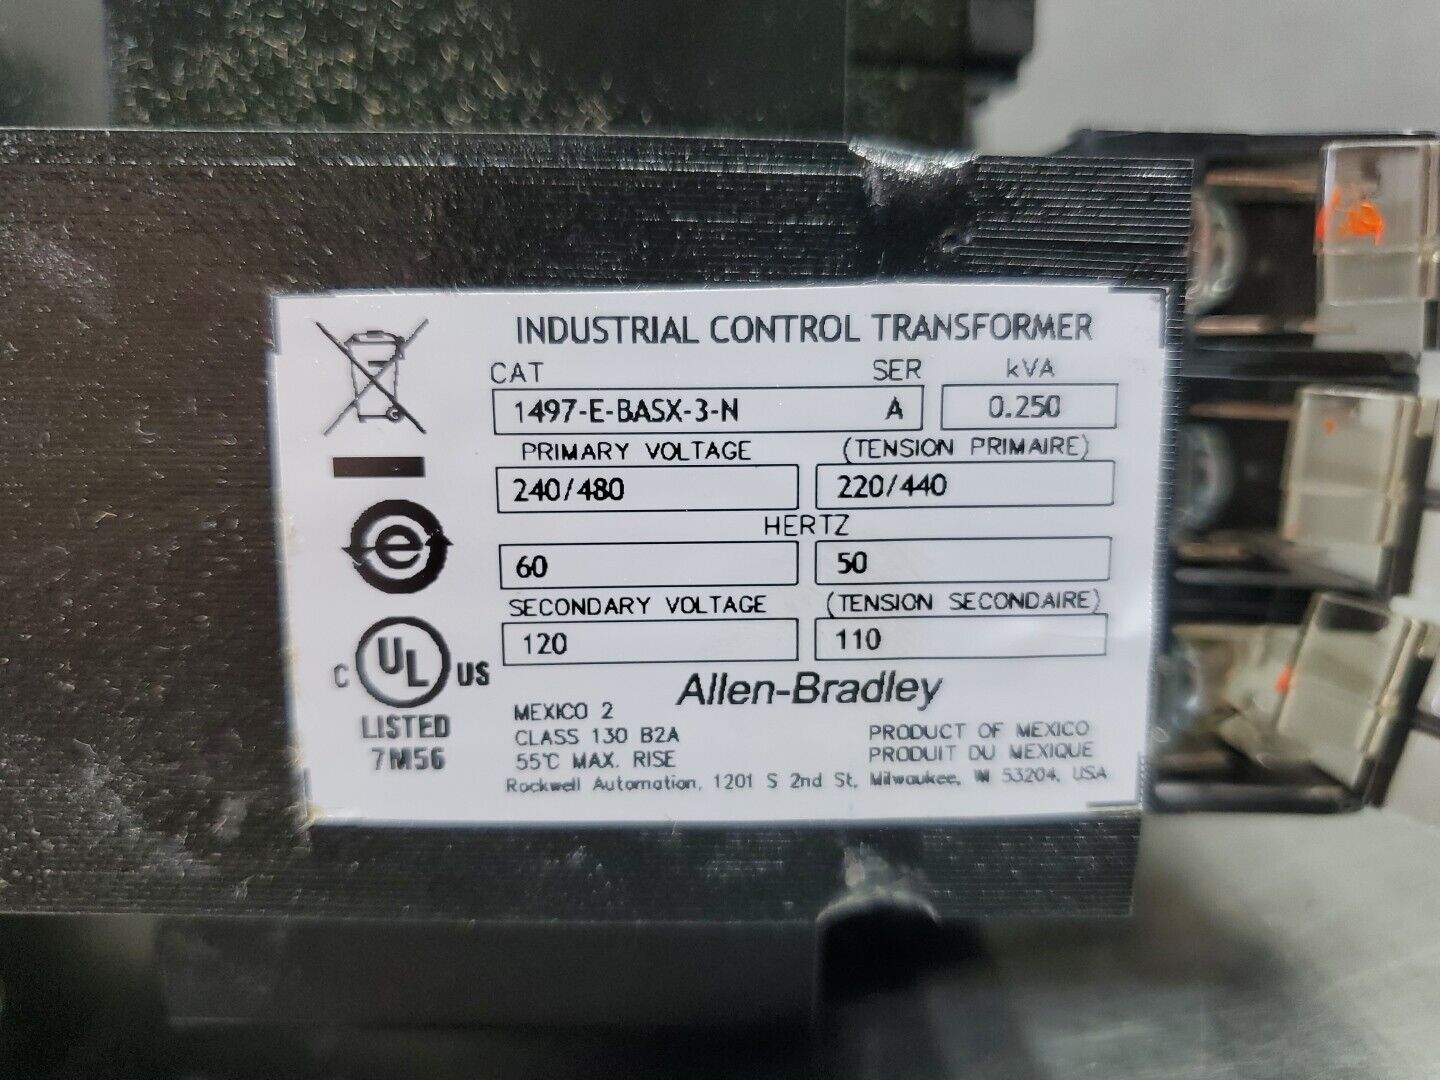 INDUSTRIAL CONTROL TRANSFORMER
CAT SER kVA
1497-E-BASX-3-N A 0.250
PRIMARY VOLTAGE (TENSION PRIMAIRE)
240/480 220/440
HERTZ
60 50
SECONDARY VOLTAGE (TENSION SECONDAIRE)
120 110
e
C UL US
LISTED
7M56
Allen-Bradley
MEXICO 2
CLASS 130 B2A
55°C MAX. RISE
PRODUCT OF MEXICO
PRODUIT DU MEXIQUE
Rockwell Automation, 1201 S 2nd St, Milwaukee, WI 53204, USA